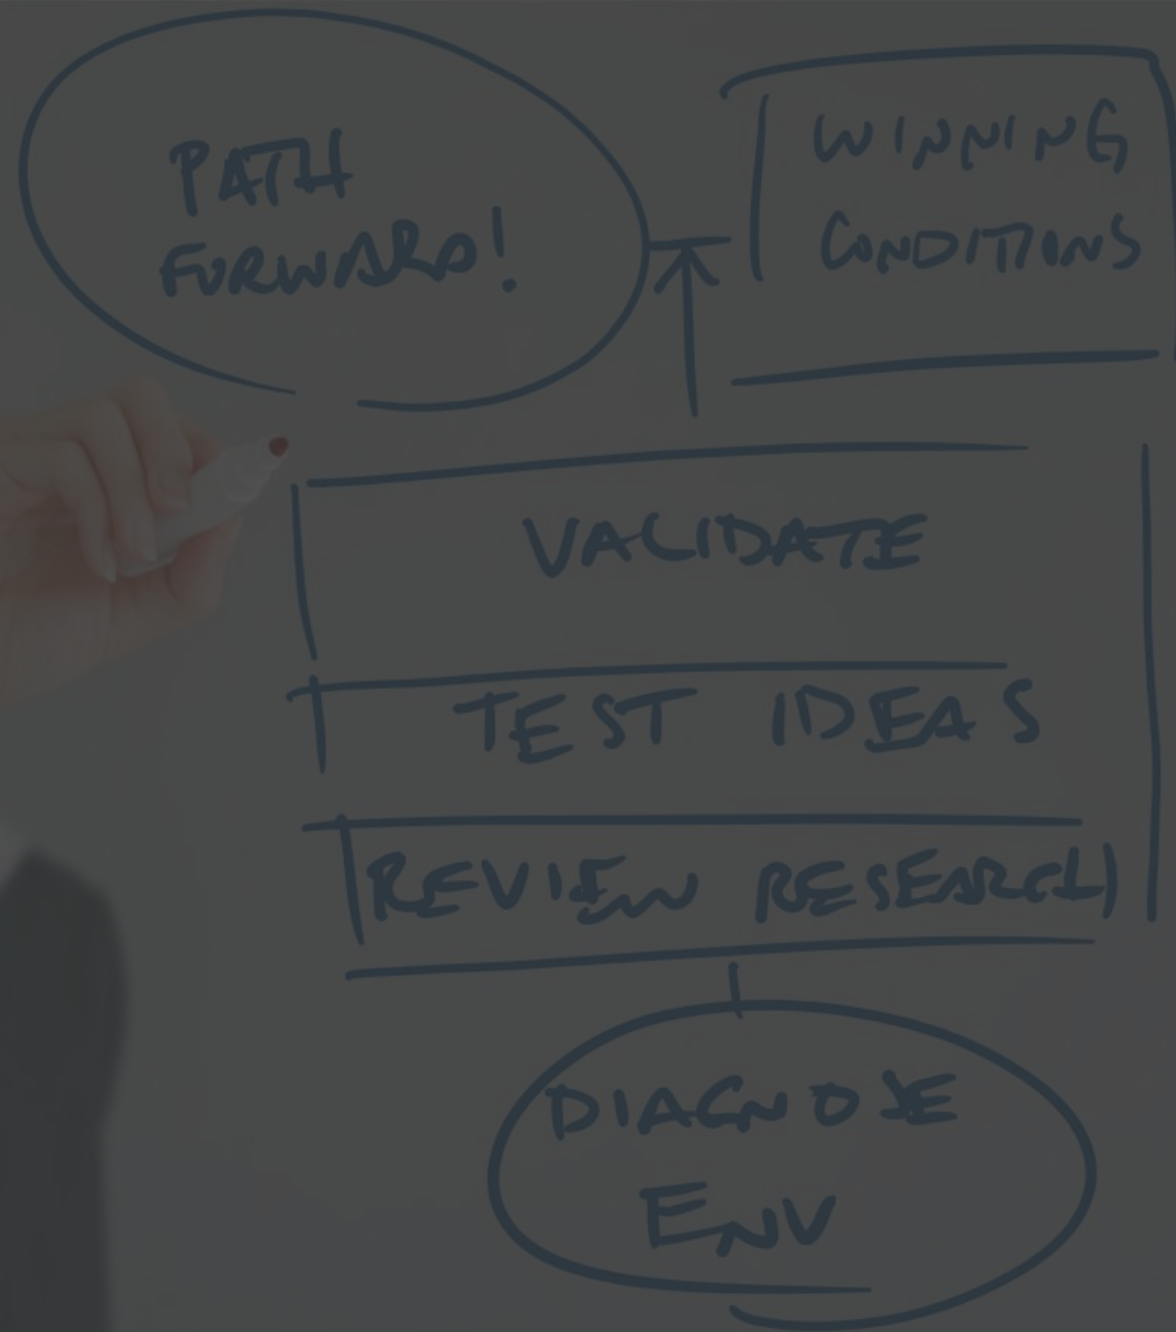 PATH
FORWARD!
WINNING
CONDITIONS
VALIDATE
TEST IDEAS
REVIEW RESEARCH
DIAGNOSE
ENV